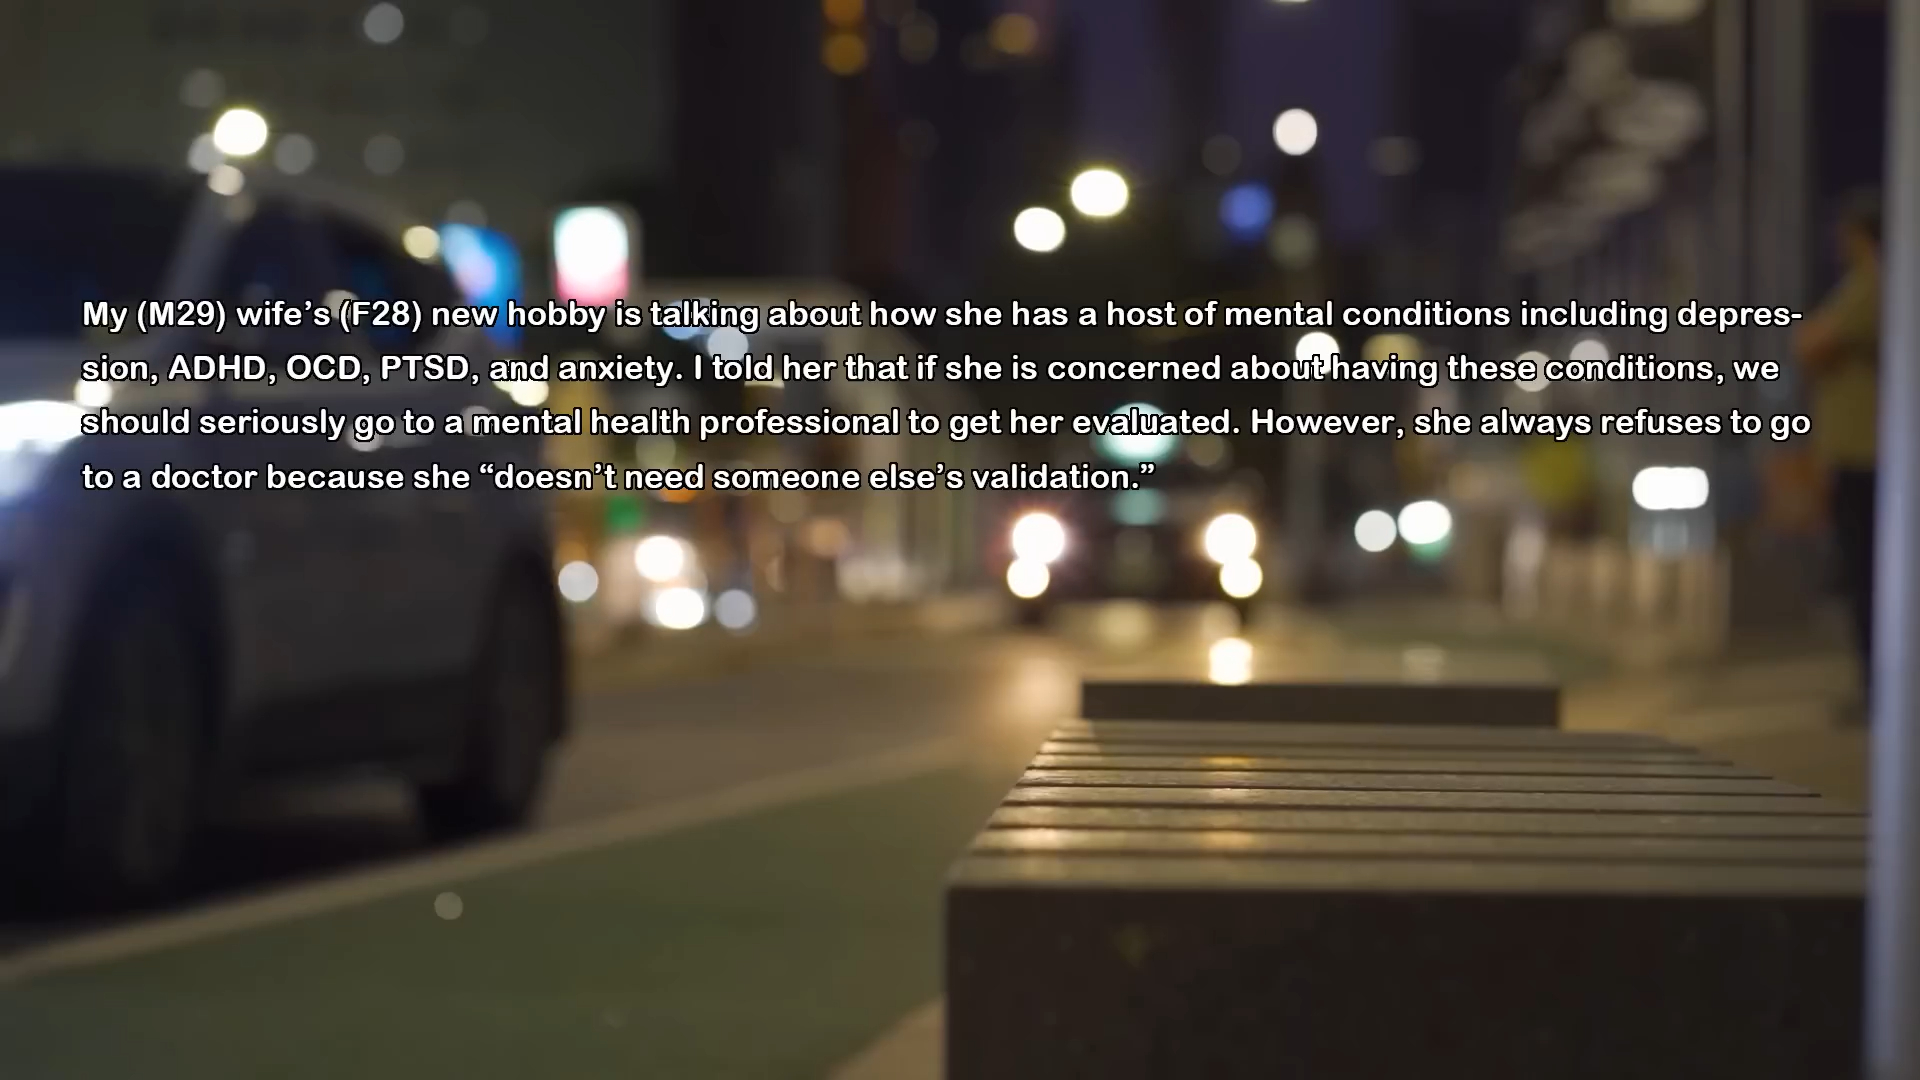 My (M29) wife’s (F28) new hobby is talking about how she has a host of mental conditions including depres-
sion, ADHD, OCD, PTSD, and anxiety. I told her that if she is concerned about having these conditions, we
should seriously go to a mental health professional to get her evaluated. However, she always refuses to go
to a doctor because she “doesn’t need someone else’s validation.”